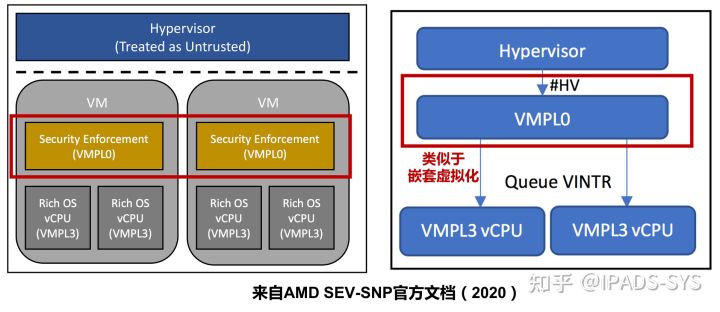 Hypervisor
(Treated as Untrusted)
VM
VM
Security Enforcement
(VMPL0)
Security Enforcement
(VMPL0)
Rich OS
vCPU
(VMPL3)
Rich OS
vCPU
(VMPL3)
Rich OS
vCPU
(VMPL3)
Rich OS
vCPU
(VMPL3)
Hypervisor
#HV
VMPL0
类似于
嵌套虚拟化
Queue VINTR
VMPL3 vCPU
VMPL3 vCPU
知乎 @IPADS-SYS
来自AMD SEV-SNP官方文档（2020）